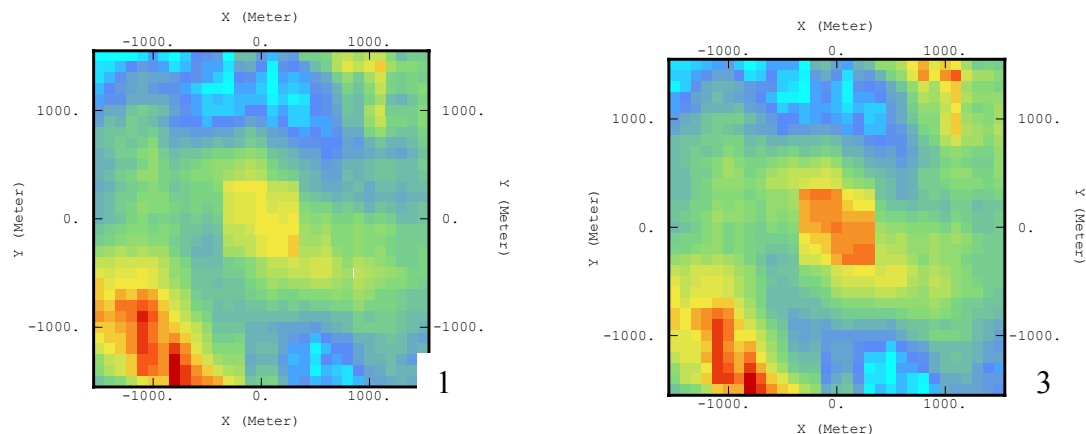 X (Meter)
-1000. 0. 1000.
1000. 1000.
Y (Meter) 0. 0. Y (Meter)
-1000. -1000.
-1000. 0. 1000.
X (Meter)
1
X (Meter)
-1000. 0. 1000.
1000. 1000.
Y (Meter) 0. 0. Y (Meter)
-1000. -1000.
-1000. 0. 1000.
X (Meter)
3